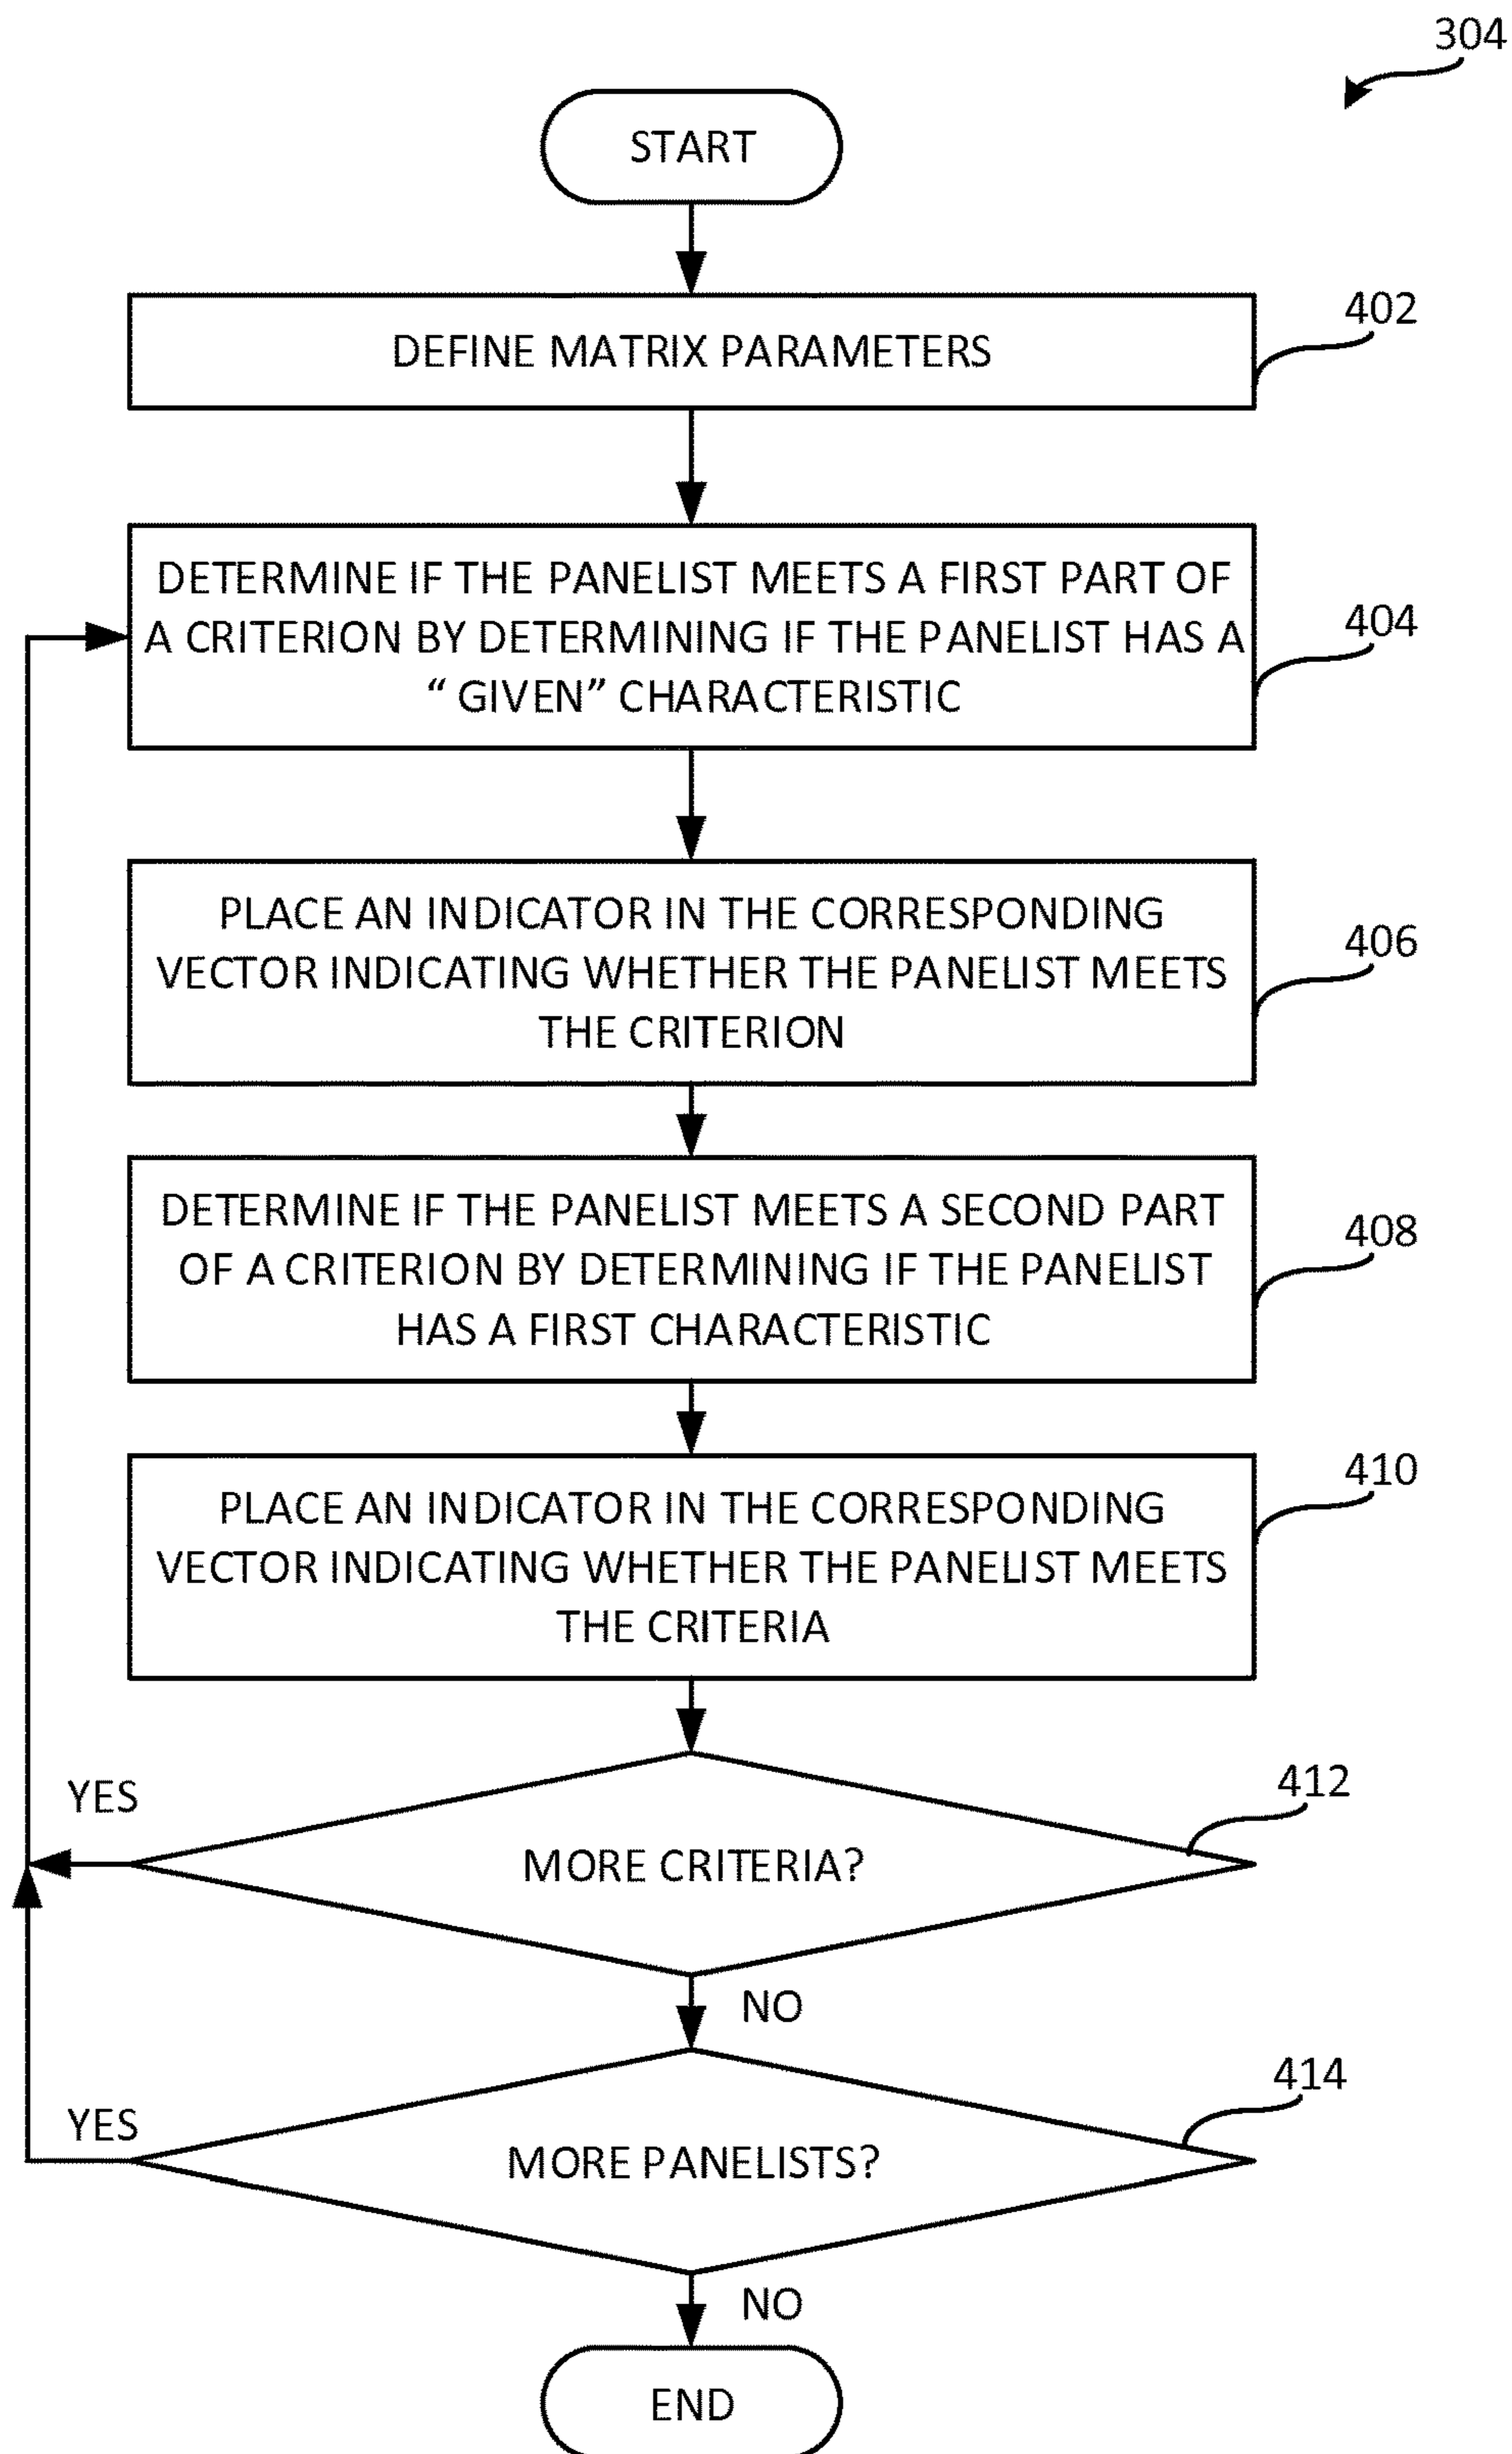 304
START
DEFINE MATRIX PARAMETERS
402
DETERMINE IF THE PANELIST MEETS A FIRST PART OF
A CRITERION BY DETERMINING IF THE PANELIST HAS A
“ GIVEN” CHARACTERISTIC
404
PLACE AN INDICATOR IN THE CORRESPONDING
VECTOR INDICATING WHETHER THE PANELIST MEETS
THE CRITERION
406
DETERMINE IF THE PANELIST MEETS A SECOND PART
OF A CRITERION BY DETERMINING IF THE PANELIST
HAS A FIRST CHARACTERISTIC
408
PLACE AN INDICATOR IN THE CORRESPONDING
VECTOR INDICATING WHETHER THE PANELIST MEETS
THE CRITERIA
410
YES
MORE CRITERIA?
412
NO
YES
MORE PANELISTS?
414
NO
END